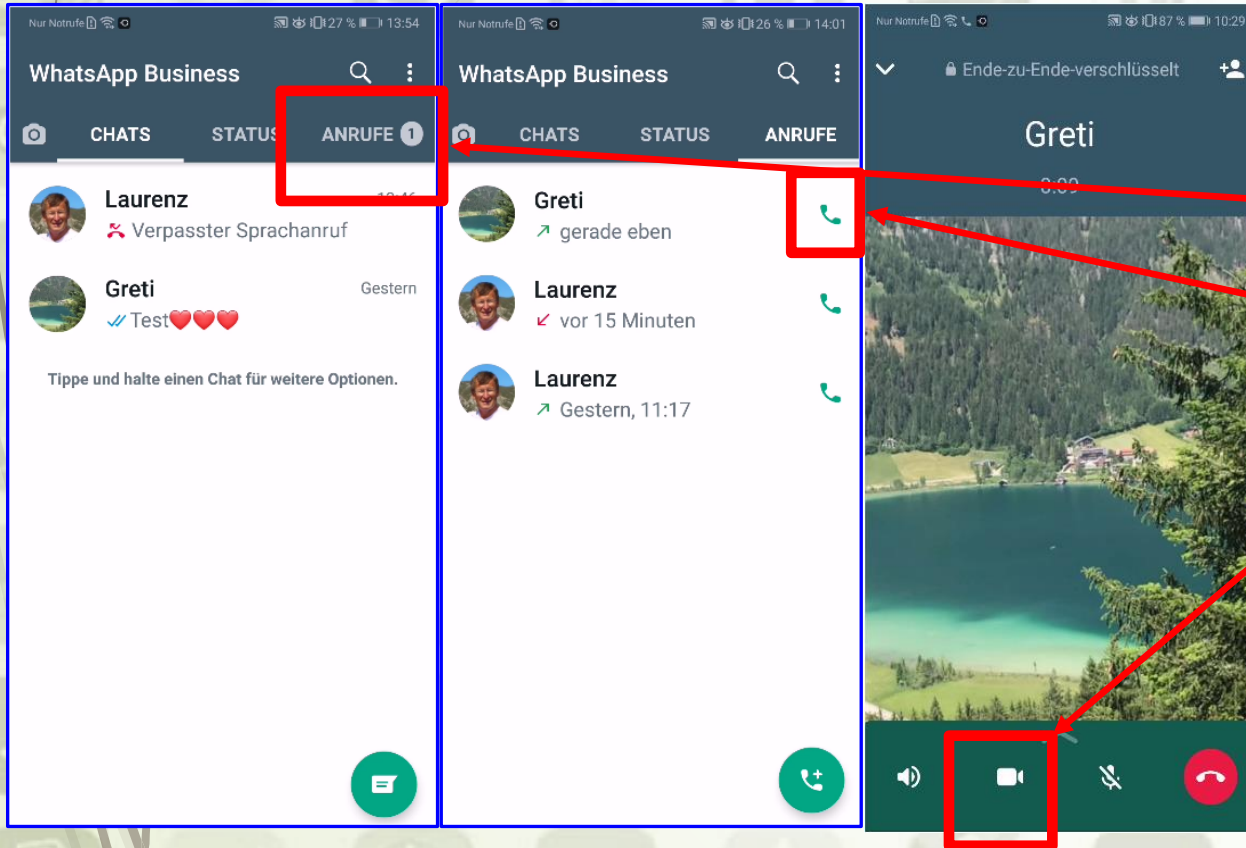 Nur Notrufe 27 % 13:54
WhatsApp Business
CHATS STATUS ANRUFE 1
Laurenz
Verpasster Sprachanruf
Greti Gestern
Test❤❤❤
Tippe und halte einen Chat für weitere Optionen.
Nur Notrufe 26 % 14:01
WhatsApp Business
CHATS STATUS ANRUFE
Greti
gerade eben
Laurenz
vor 15 Minuten
Laurenz
Gestern, 11:17
Nur Notrufe 87 % 10:29
Ende-zu-Ende-verschlüsselt
Greti